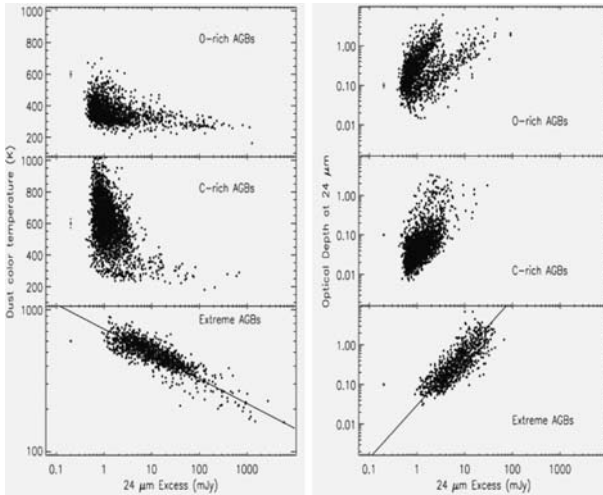 O-rich AGBs
1000
800
600
400
200
C-rich AGBs
1000
800
600
400
200
Extreme AGBs
1000
100
Dust color temperature (K)
0.1 1 10 100 1000
24 μm Excess (mJy)
O-rich AGBs
1.00
0.10
0.01
C-rich AGBs
1.00
0.10
0.01
Extreme AGBs
1.00
0.10
0.01
Optical Depth at 24 μm
0.1 1 10 100 1000
24 μm Excess (mJy)